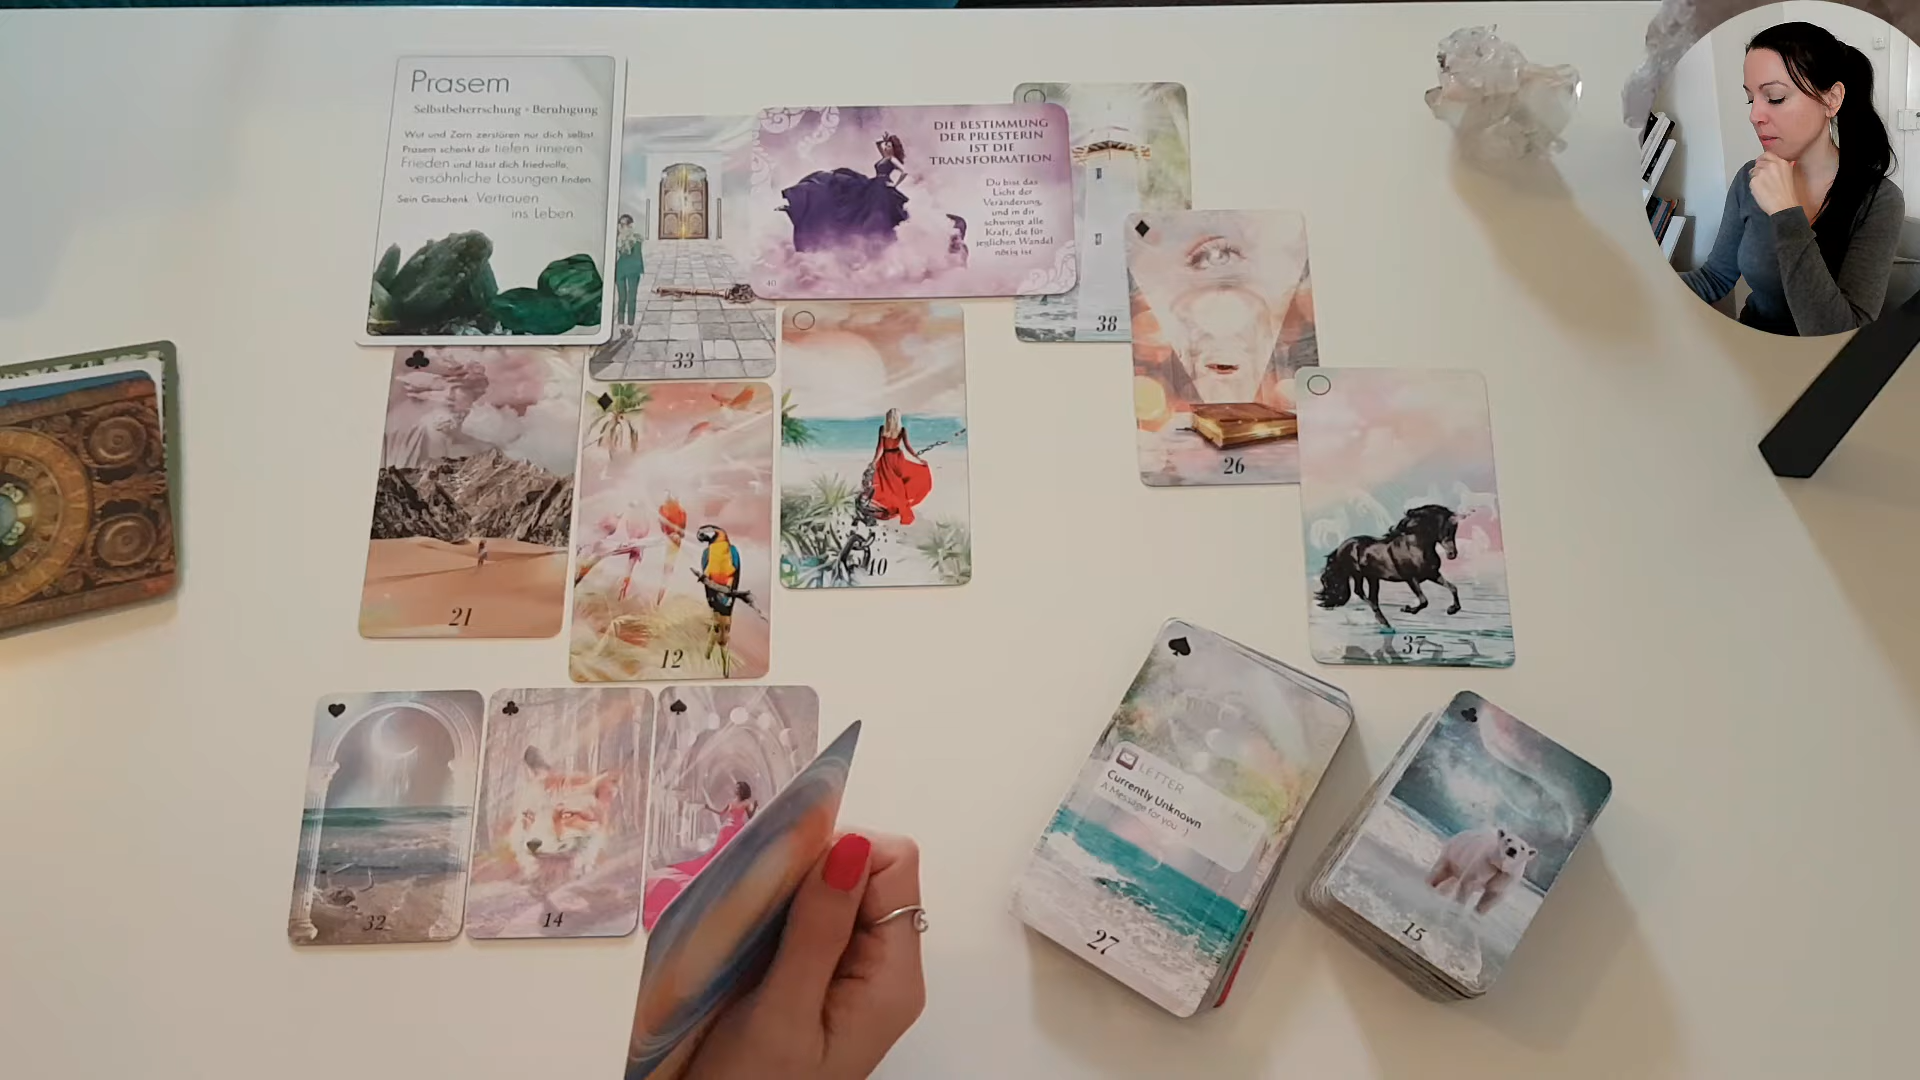 Prasem
Selbstbeherrschung • Beruhigung
Wut und Zorn zerstören nur dich selbst.
Prasem schenkt dir tiefen inneren
Frieden und lässt dich friedvolle,
versöhnliche Lösungen finden.
Sein Geschenk: Vertrauen
ins Leben
DIE BESTIMMUNG
DER PRIESTERIN
IST DIE
TRANSFORMATION.
Du bist das
Licht der
Veränderung,
und in dir
schwingt alle
Kraft, die für
jeglichen Wandel
nötig ist.
40
33
38
26
21
12
40
37
32
14
LETTER
now
Currently Unknown
A Message for you :)
27
15